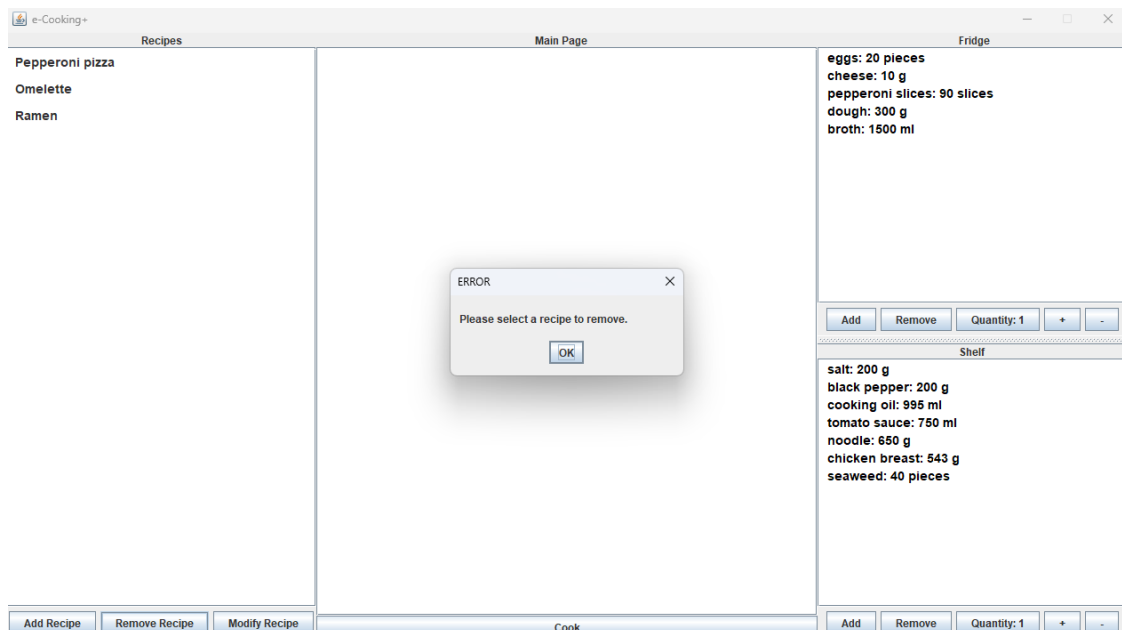 e-Cooking+
Recipes
Pepperoni pizza
Omelette
Ramen
Add Recipe Remove Recipe Modify Recipe
Main Page
ERROR
Please select a recipe to remove.
OK
Cook
Fridge
eggs: 20 pieces
cheese: 10 g
pepperoni slices: 90 slices
dough: 300 g
broth: 1500 ml
Add Remove Quantity: 1 + -
Shelf
salt: 200 g
black pepper: 200 g
cooking oil: 995 ml
tomato sauce: 750 ml
noodle: 650 g
chicken breast: 543 g
seaweed: 40 pieces
Add Remove Quantity: 1 + -